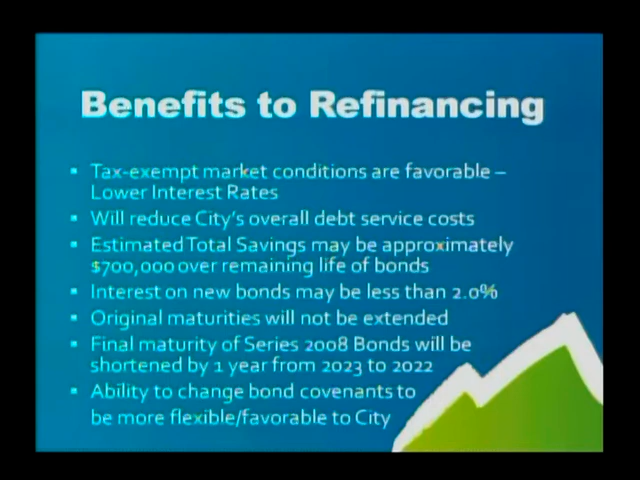 Benefits to Refinancing
▪ Tax-exempt market conditions are favorable –
Lower Interest Rates
▪ Will reduce City's overall debt service costs
▪ Estimated Total Savings may be approximately
$700,000 over remaining life of bonds
▪ Interest on new bonds may be less than 2.0%
▪ Original maturities will not be extended
▪ Final maturity of Series 2008 Bonds will be
shortened by 1 year from 2023 to 2022
▪ Ability to change bond covenants to
be more flexible/favorable to City